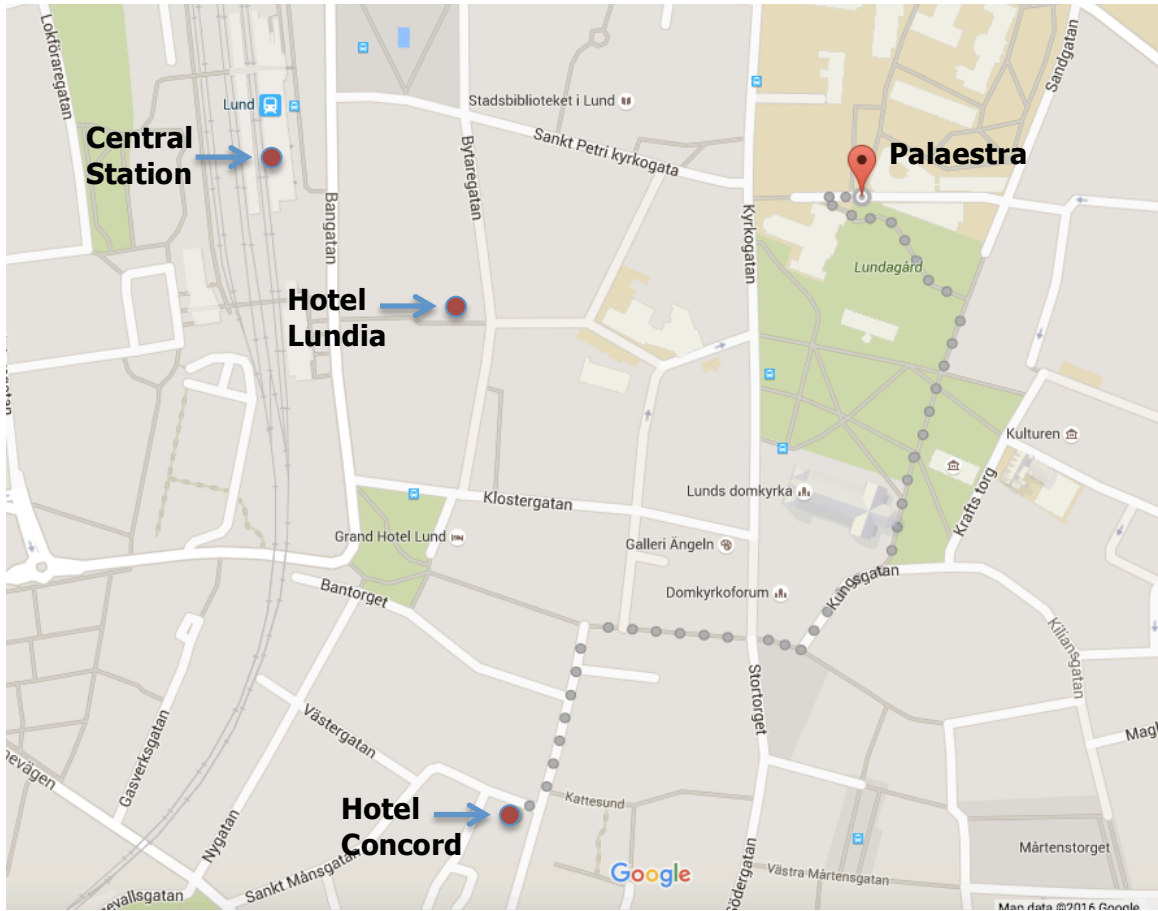 Lokföraregatan
Lund
Central
Station
Bangatan
Bytaregatan
Stadsbiblioteket i Lund
Sankt Petri kyrkogata
Kyrkogatan
Sandgatan
Palaestra
Lundagård
Hotel
Lundia
Kulturen
Krafts torg
Klostergatan
Lunds domkyrka
Grand Hotel Lund
Galleri Ängeln
Bantorget
Domkyrkoforum
Kungsgatan
Kiliansgatan
Stortorget
Västergatan
Gasverksgatan
Nygatan
Hotel
Concord
Kattesund
Sankt Månsgatan
Google
Södergatan
Västra Mårtensgatan
Mårtenstorget
Map data ©2016 Google